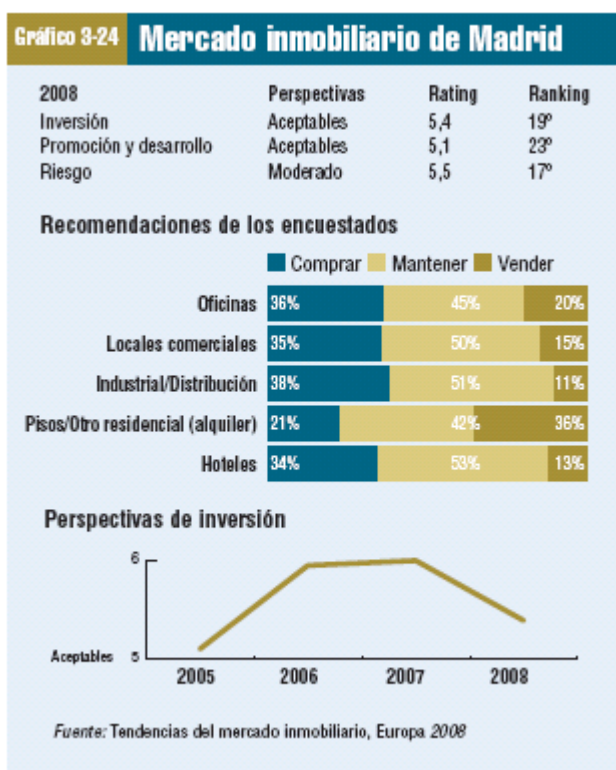 Gráfico 3-24 Mercado inmobiliario de Madrid
2008 Perspectivas Rating Ranking
Inversión Aceptables 5,4 19º
Promoción y desarrollo Aceptables 5,1 23º
Riesgo Moderado 5,5 17º
Recomendaciones de los encuestados
Comprar Mantener Vender
Oficinas 36% 45% 20%
Locales comerciales 35% 50% 15%
Industrial/Distribución 38% 51% 11%
Pisos/Otro residencial (alquiler) 21% 42% 36%
Hoteles 34% 53% 13%
Perspectivas de inversión
6
Aceptables 5
2005 2006 2007 2008
Fuente: Tendencias del mercado inmobiliario, Europa 2008